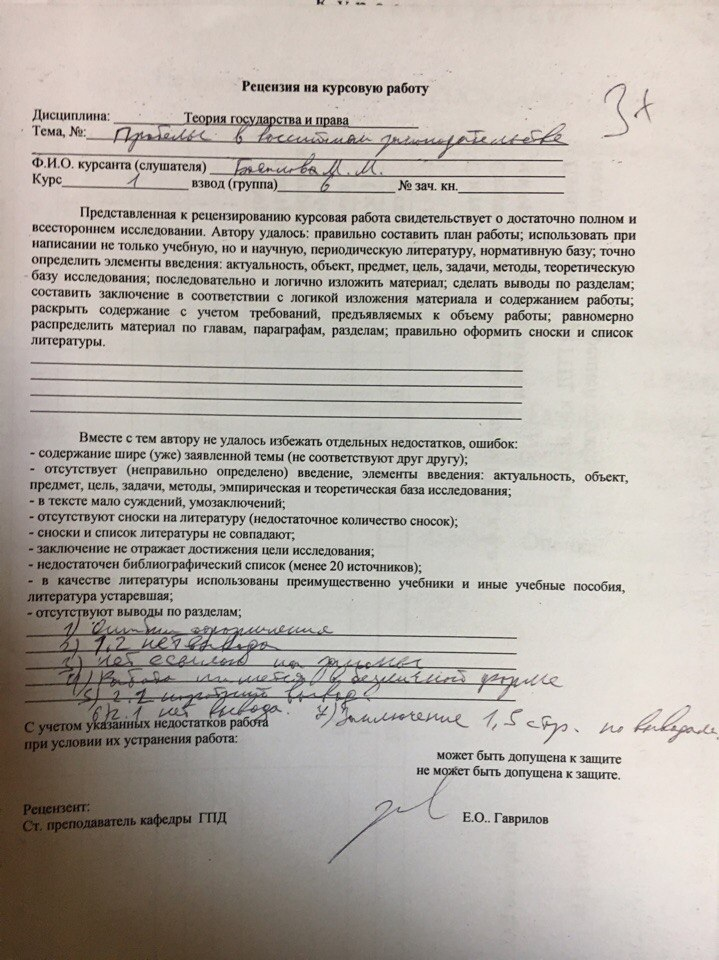 Рецензия на курсовую работу
3+
Дисциплина: Теория государства и права
Тема, №: Пробелы в российском законодательстве
Ф.И.О. курсанта (слушателя) М. М.
Курс 1 взвод (группа) 6 № зач. кн.
Представленная к рецензированию курсовая работа свидетельствует о достаточно полном и
всестороннем исследовании. Автору удалось: правильно составить план работы; использовать при
написании не только учебную, но и научную, периодическую литературу, нормативную базу; точно
определить элементы введения: актуальность, объект, предмет, цель, задачи, методы, теоретическую
базу исследования; последовательно и логично изложить материал; сделать выводы по разделам;
составить заключение в соответствии с логикой изложения материала и содержанием работы;
раскрыть содержание с учетом требований, предъявляемых к объему работы; равномерно
распределить материал по главам, параграфам, разделам; правильно оформить сноски и список
литературы.
Вместе с тем автору не удалось избежать отдельных недостатков, ошибок:
- содержание шире (уже) заявленной темы (не соответствуют друг другу);
- отсутствует (неправильно определено) введение, элементы введения: актуальность, объект,
предмет, цель, задачи, методы, эмпирическая и теоретическая база исследования;
- в тексте мало суждений, умозаключений;
- отсутствуют сноски на литературу (недостаточное количество сносок);
- сноски и список литературы не совпадают;
- заключение не отражает достижения цели исследования;
- недостаточен библиографический список (менее 20 источников);
- в качестве литературы использованы преимущественно учебники и иные учебные пособия,
литература устаревшая;
- отсутствуют выводы по разделам;
1) Ошибки оформления
2) 1.2 нет вывода
3) нет ссылок на законы
4) Работа пишется в безличной форме
5) 2.2 короткий вывод.
6) 2.1 нет вывода. 7) Заключение 1,5 стр. по выводам
С учетом указанных недостатков работа
при условии их устранения работа:
может быть допущена к защите
не может быть допущена к защите.
Рецензент:
Ст. преподаватель кафедры ГПД Е.О.. Гаврилов